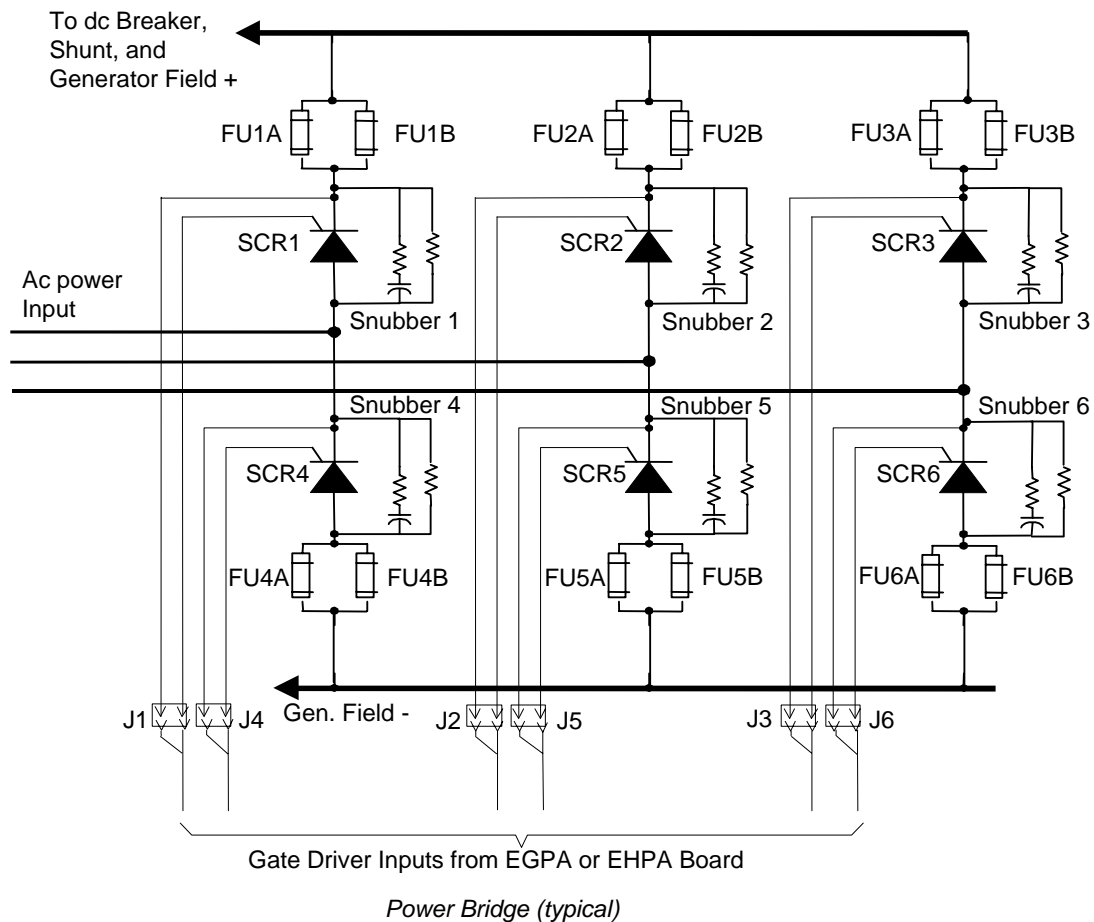 To dc Breaker,
Shunt, and
Generator Field +
FU1A FU1B FU2A FU2B FU3A FU3B
SCR1 SCR2 SCR3
Ac power
Input
Snubber 1 Snubber 2 Snubber 3
Snubber 4 Snubber 5 Snubber 6
SCR4 SCR5 SCR6
FU4A FU4B FU5A FU5B FU6A FU6B
Gen. Field -
J1 J4 J2 J5 J3 J6
Gate Driver Inputs from EGPA or EHPA Board
Power Bridge (typical)